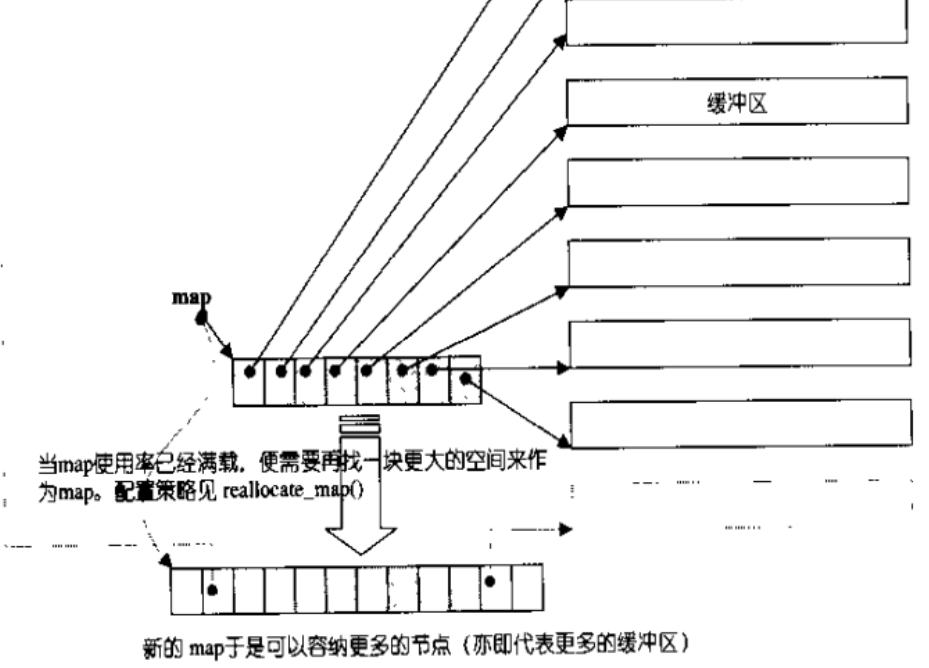 缓冲区
map
当map使用率已经满载，便需要再找一块更大的空间来作
为map。配置策略见 reallocate_map()
新的 map于是可以容纳更多的节点（亦即代表更多的缓冲区）